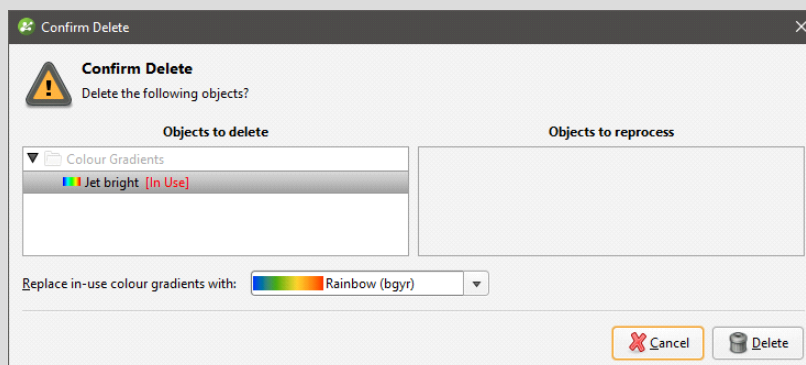 Confirm Delete
Confirm Delete
Delete the following objects?
Objects to delete
Objects to reprocess
Colour Gradients
Jet bright [In Use]
Replace in-use colour gradients with:
Rainbow (bgyr)
Cancel
Delete